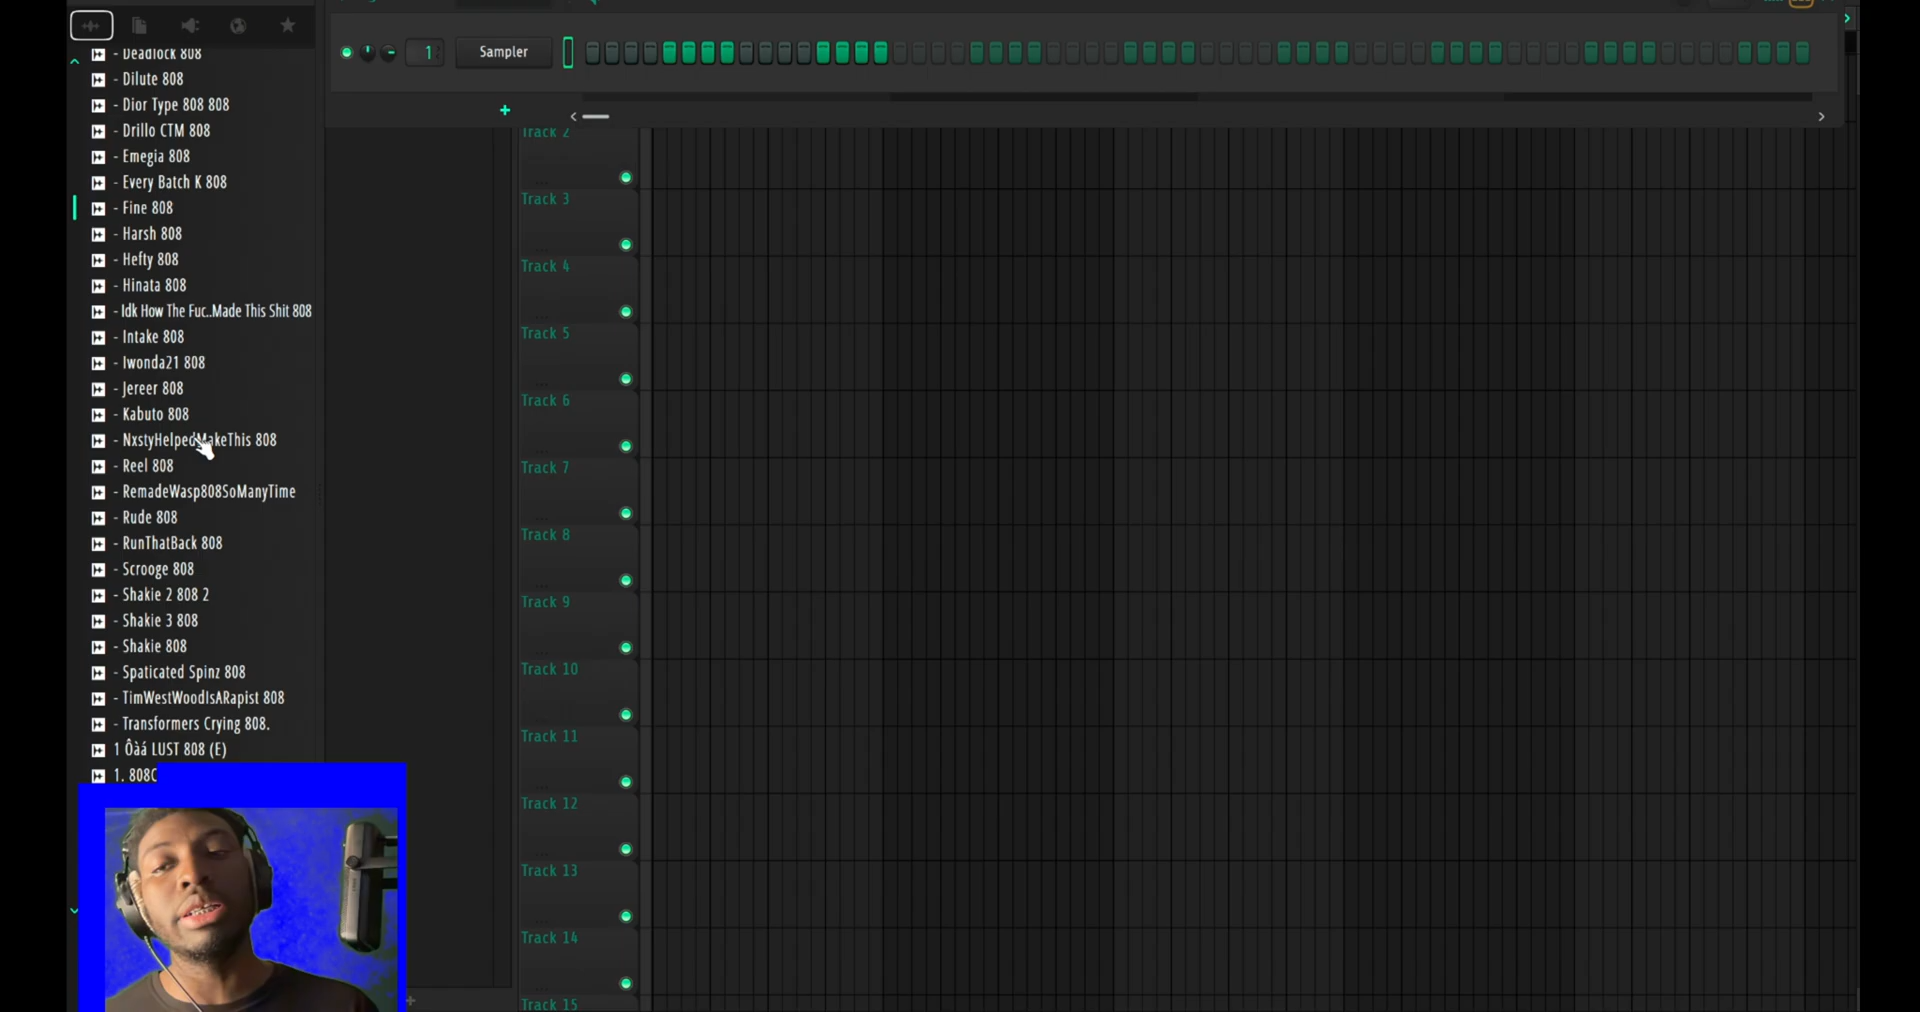 - Deadlock 808
- Dilute 808
- Dior Type 808 808
- Drillo CTM 808
- Emegia 808
- Every Batch K 808
- Fine 808
- Harsh 808
- Hefty 808
- Hinata 808
- Idk How The Fuc..Made This Shit 808
- Intake 808
- Iwonda21 808
- Jereer 808
- Kabuto 808
- NxstyHelpedMakeThis 808
- Reel 808
- RemadeWasp808SoManyTime
- Rude 808
- RunThatBack 808
- Scrooge 808
- Shakie 2 808 2
- Shakie 3 808
- Shakie 808
- Spaticated Spinz 808
- TimWestWoodIsARapist 808
- Transformers Crying 808.
1 Ôàá LUST 808 (E)
1. 808
1
Sampler
Track 2
Track 3
Track 4
Track 5
Track 6
Track 7
Track 8
Track 9
Track 10
Track 11
Track 12
Track 13
Track 14
Track 15